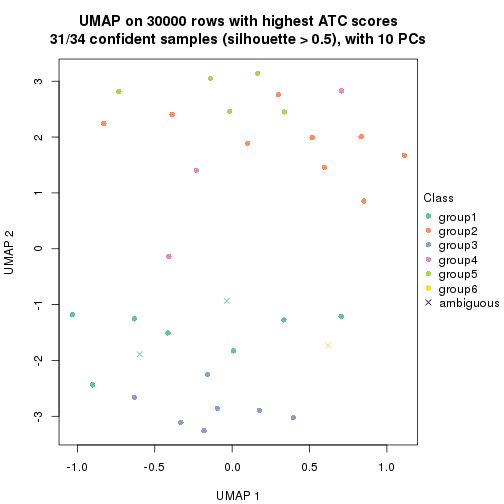 UMAP on 30000 rows with highest ATC scores
31/34 confident samples (silhouette > 0.5), with 10 PCs
3
2
1
0
-1
-2
-3
UMAP 2
-1.0
-0.5
0.0
0.5
1.0
UMAP 1
Class
group1
group2
group3
group4
group5
group6
ambiguous